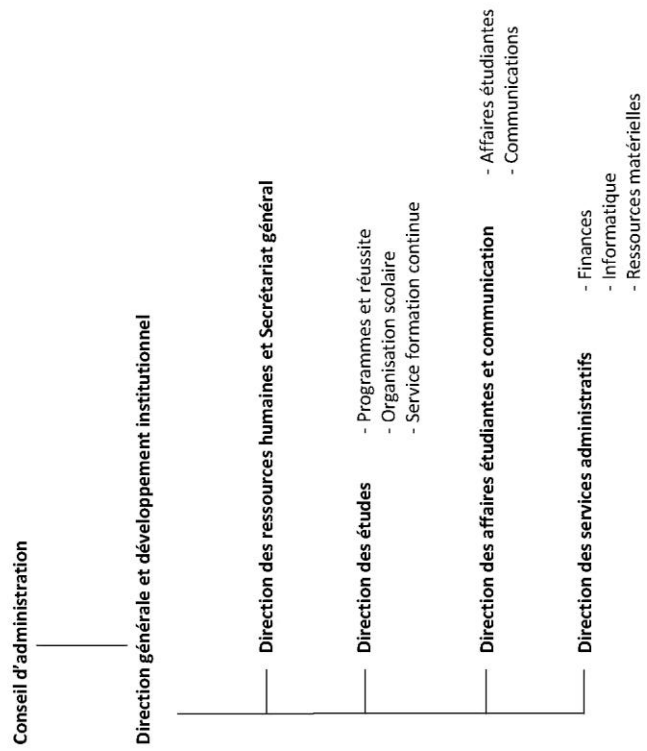 Conseil d'administration
Direction générale et développement institutionnel
Direction des ressources humaines et Secrétariat général
Direction des études
- Programmes et réussite
- Organisation scolaire
- Service formation continue
Direction des affaires étudiantes et communication
- Affaires étudiantes
- Communications
Direction des services administratifs
- Finances
- Informatique
- Ressources matérielles